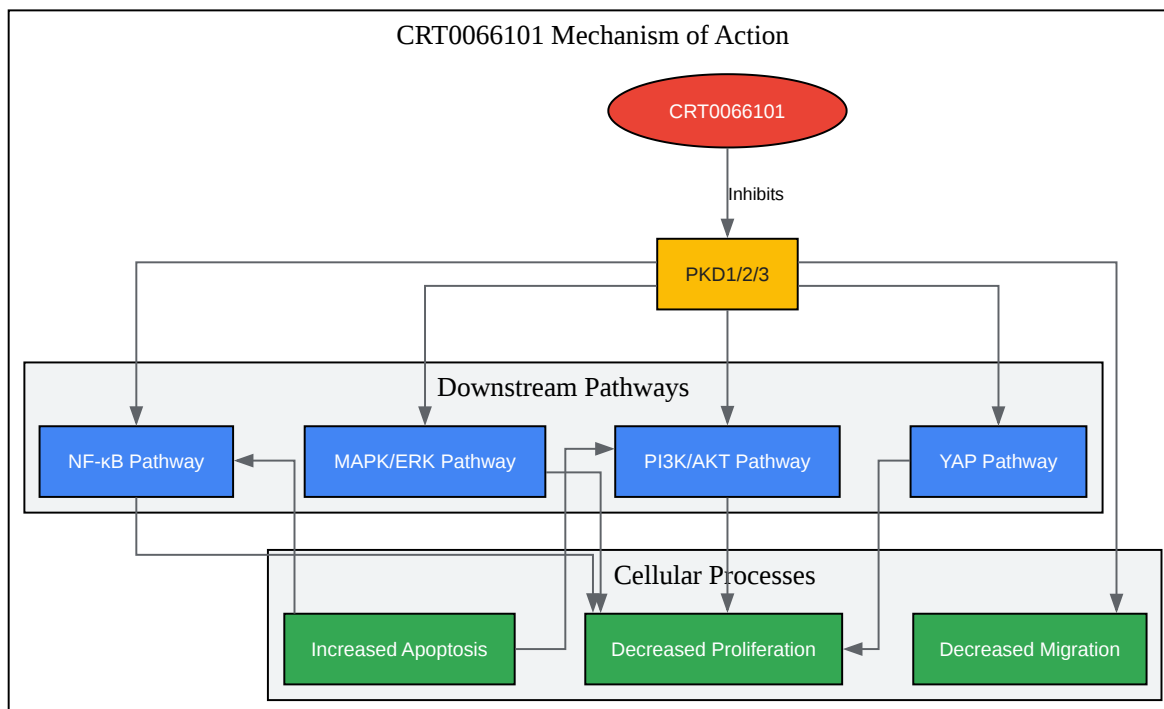 CRT0066101 Mechanism of Action
CRT0066101
Inhibits
PKD1/2/3
Downstream Pathways
NF-κB Pathway
MAPK/ERK Pathway
PI3K/AKT Pathway
YAP Pathway
Cellular Processes
Increased Apoptosis
Decreased Proliferation
Decreased Migration